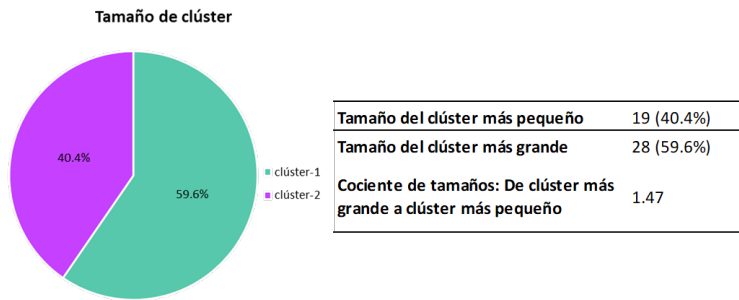 Tamaño de clúster
40.4%
59.6%
clúster-1
clúster-2
Tamaño del clúster más pequeño 19 (40.4%)
Tamaño del clúster más grande 28 (59.6%)
Cociente de tamaños: De clúster más
grande a clúster más pequeño 1.47